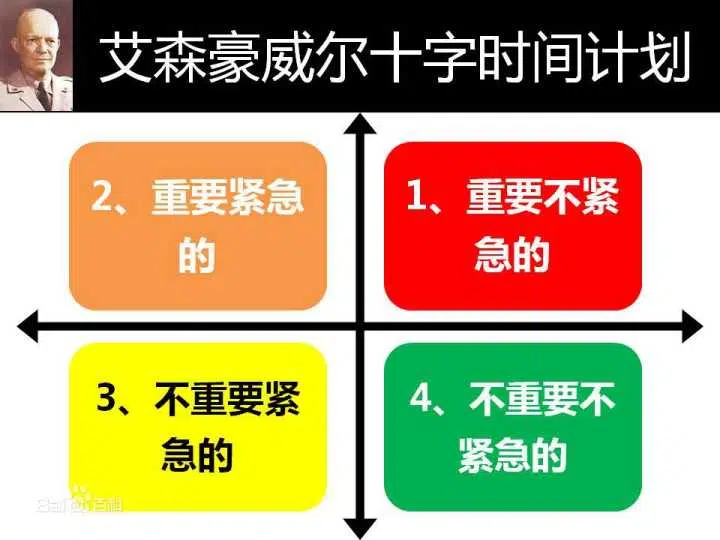 艾森豪威尔十字时间计划
2、重要紧急
的
1、重要不紧
急的
3、不重要紧
急的
4、不重要不
紧急的
Bai百科